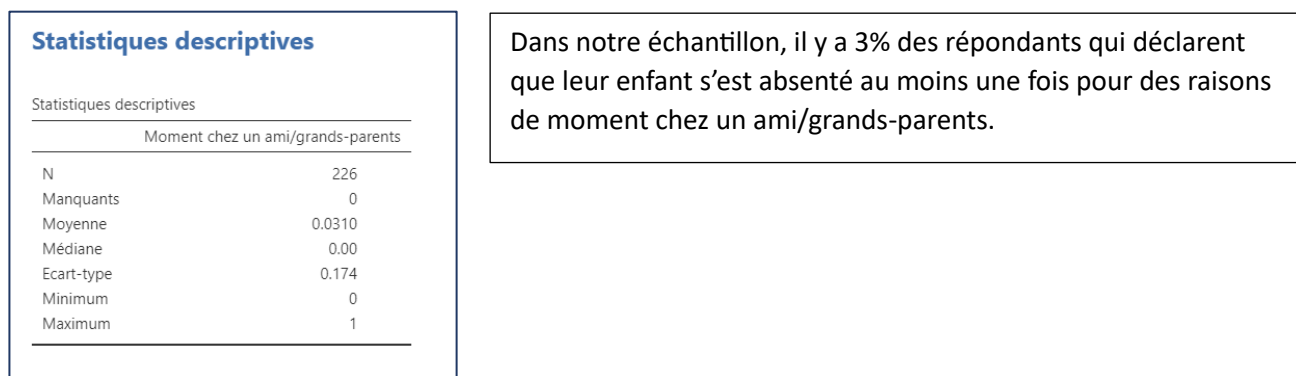 Statistiques descriptives
Statistiques descriptives
Moment chez un ami/grands-parents
N 226
Manquants 0
Moyenne 0.0310
Médiane 0.00
Ecart-type 0.174
Minimum 0
Maximum 1
Dans notre échantillon, il y a 3% des répondants qui déclarent
que leur enfant s’est absenté au moins une fois pour des raisons
de moment chez un ami/grands-parents.